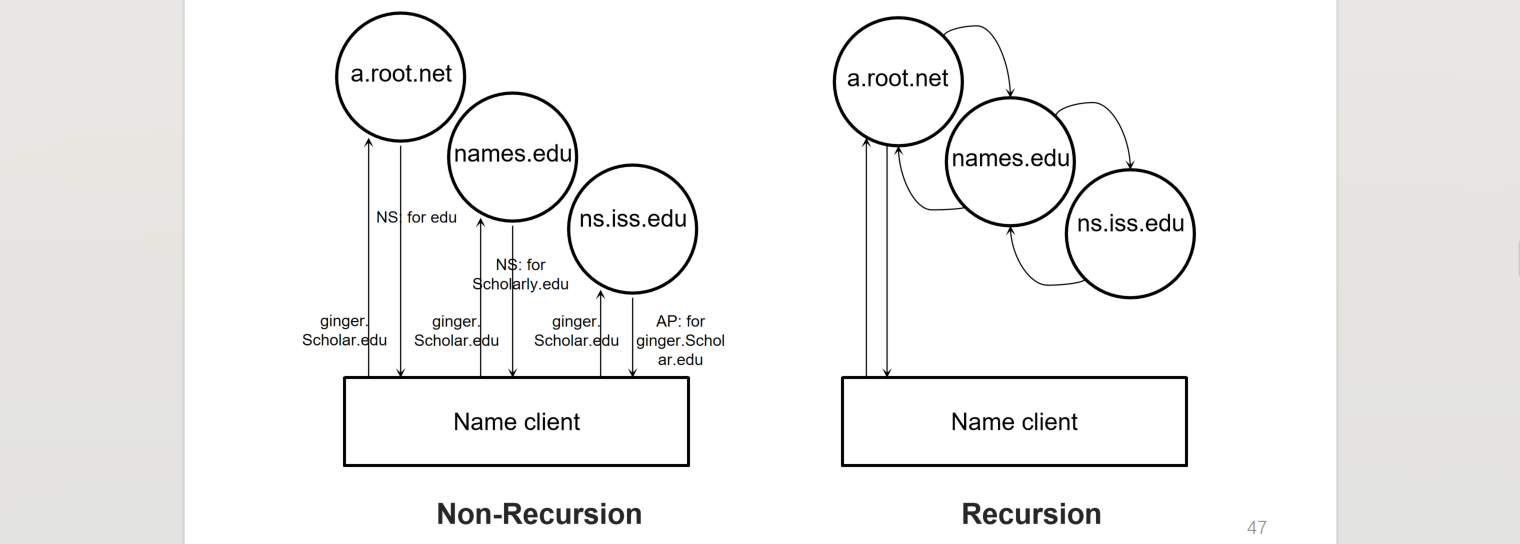 a.root.net
names.edu
ns.iss.edu
NS: for edu
NS: for
Scholarly.edu
ginger.
Scholar.edu
ginger.
Scholar.edu
ginger.
Scholar.edu
AP: for
ginger.Schol
ar.edu
Name client
Non-Recursion
a.root.net
names.edu
ns.iss.edu
Name client
Recursion
47